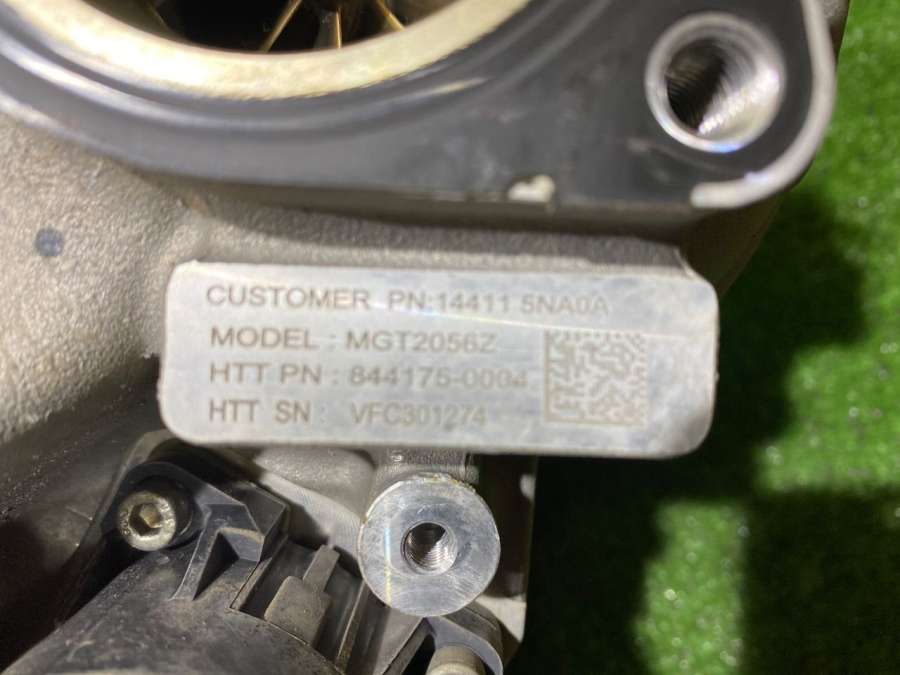 CUSTOMER PN:14411 5NA0A
MODEL : MGT2056Z
HTT PN : 844175-0004
HTT SN : VFC301274